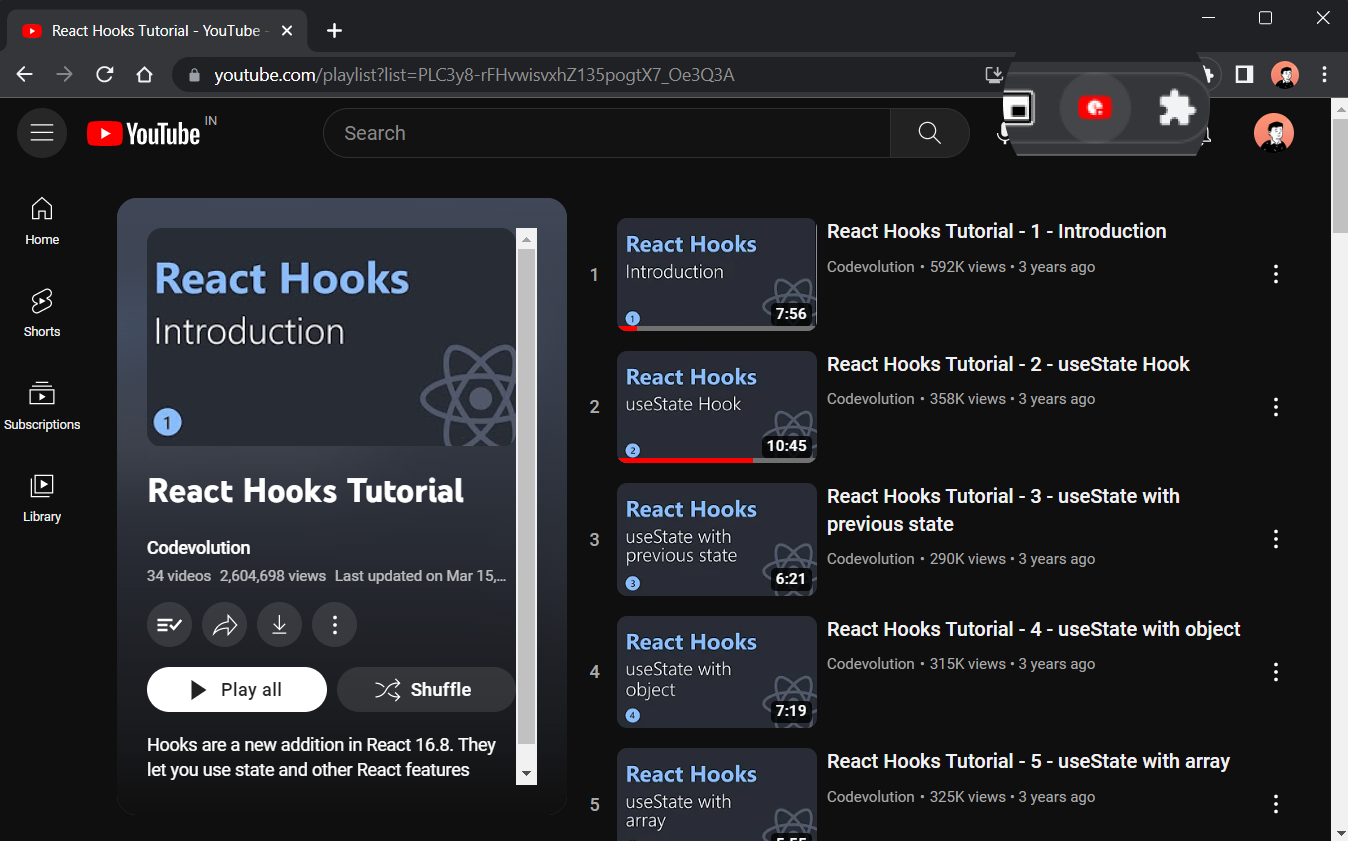 React Hooks Tutorial - YouTube -
youtube.com/playlist?list=PLC3y8-rFHvwisvxhZ135pogtX7_Oe3Q3A
YouTube IN
Search
Home
Shorts
Subscriptions
Library
React Hooks
Introduction
1
React Hooks Tutorial
Codevolution
34 videos 2,604,698 views Last updated on Mar 15,...
Play all
Shuffle
Hooks are a new addition in React 16.8. They
let you use state and other React features
1
React Hooks
Introduction
1
7:56
React Hooks Tutorial - 1 - Introduction
Codevolution • 592K views • 3 years ago
2
React Hooks
useState Hook
2
10:45
React Hooks Tutorial - 2 - useState Hook
Codevolution • 358K views • 3 years ago
3
React Hooks
useState with
previous state
3
6:21
React Hooks Tutorial - 3 - useState with
previous state
Codevolution • 290K views • 3 years ago
4
React Hooks
useState with
object
4
7:19
React Hooks Tutorial - 4 - useState with object
Codevolution • 315K views • 3 years ago
5
React Hooks
useState with
array
React Hooks Tutorial - 5 - useState with array
Codevolution • 325K views • 3 years ago